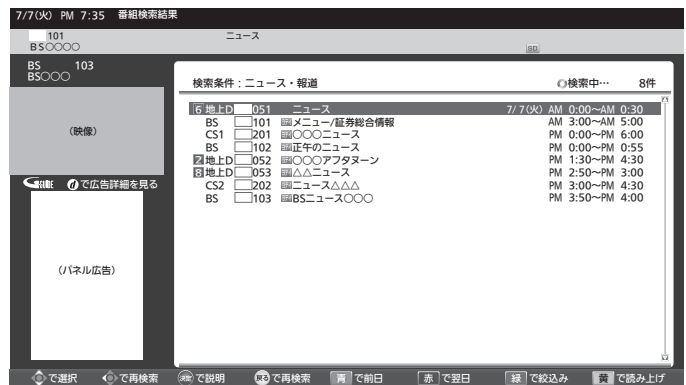 7/7(火) PM 7:35 番組検索結果
101 ニュース
BS○○○○ SD
BS 103
BS○○○
検索条件:ニュース・報道 検索中… 8件
(映像)
Gガイド dで広告詳細を見る
(パネル広告)
6 地上D 051 ニュース 7/7(火) AM 0:00~AM 0:30
BS 101 メニュー/証券総合情報 AM 3:00~AM 5:00
CS1 201 ○○○ニュース PM 0:00~PM 6:00
BS 102 正午のニュース PM 0:00~PM 0:55
7 地上D 052 ○○○アフタヌーン PM 1:30~PM 4:30
8 地上D 053 △△ニュース PM 2:50~PM 3:00
CS2 202 ニュース△△△ PM 3:00~PM 4:30
BS 103 BSニュース○○○ PM 3:50~PM 4:00
で選択 で再検索 決定 で説明 戻る で再検索 青 で前日 赤 で翌日 緑 で絞込み 黄 で読み上げ